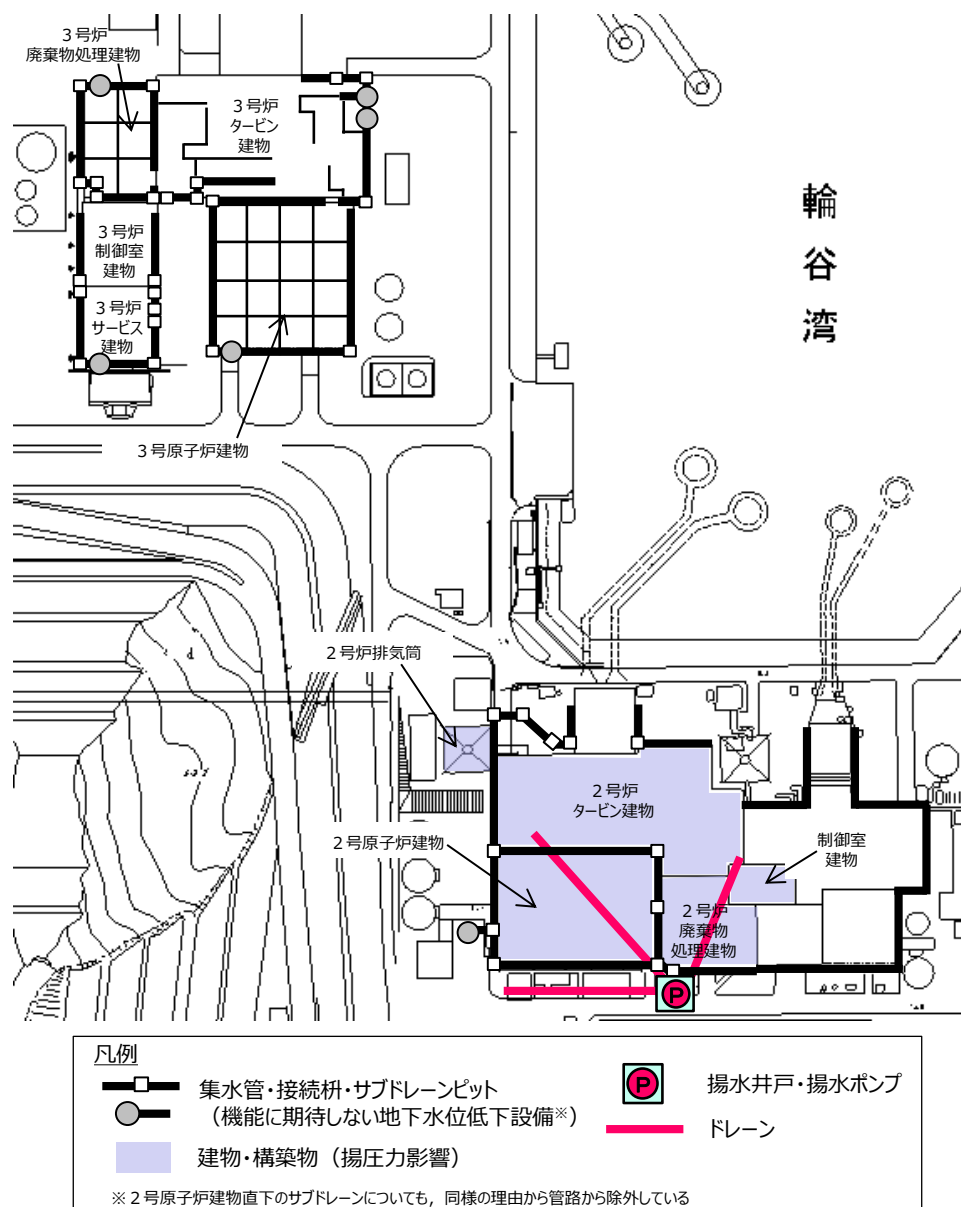 ３号炉
廃棄物処理建物
３号炉
タービン
建物
輪
谷
湾
３号炉
制御室
建物
３号炉
サービス
建物
３号原子炉建物
２号炉排気筒
２号炉
タービン建物
２号原子炉建物
制御室
建物
２号炉
廃棄物
処理建物
P
凡例
集水管・接続桝・サブドレーンピット
（機能に期待しない地下水位低下設備※）
建物・構築物（揚圧力影響）
P
揚水井戸・揚水ポンプ
ドレーン
※２号原子炉建物直下のサブドレーンについても，同様の理由から管路から除外している